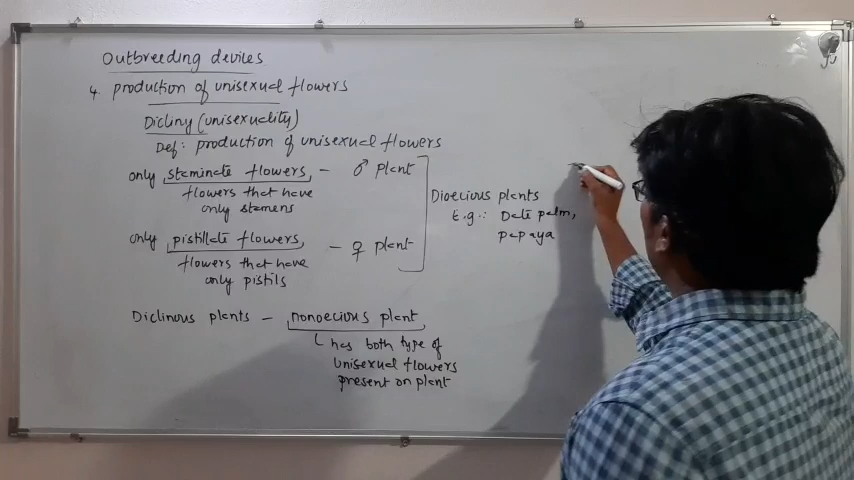 Outbreeding devices
4. production of unisexual flowers
Dicliny (unisexuality)
Def: production of unisexual flowers
only staminate flowers, - ♂ plant
flowers that have
only stamens
Dioecious plants
E.g.: Date palm,
papaya
only pistillate flowers, - ♀ plant
flowers that have
only pistils
Diclinous plants - monoecious plant
has both type of
unisexual flowers
present on plant